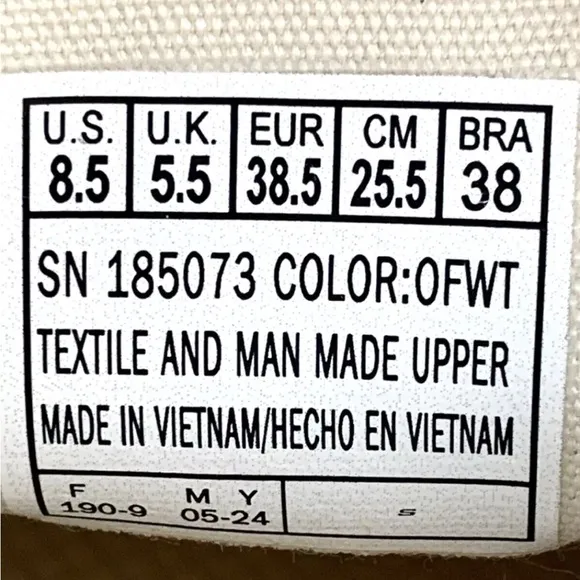 U.S. U.K. EUR CM BRA
8.5 5.5 38.5 25.5 38
SN 185073 COLOR:OFWT
TEXTILE AND MAN MADE UPPER
MADE IN VIETNAM/HECHO EN VIETNAM
F M Y
190-9 05-24 S